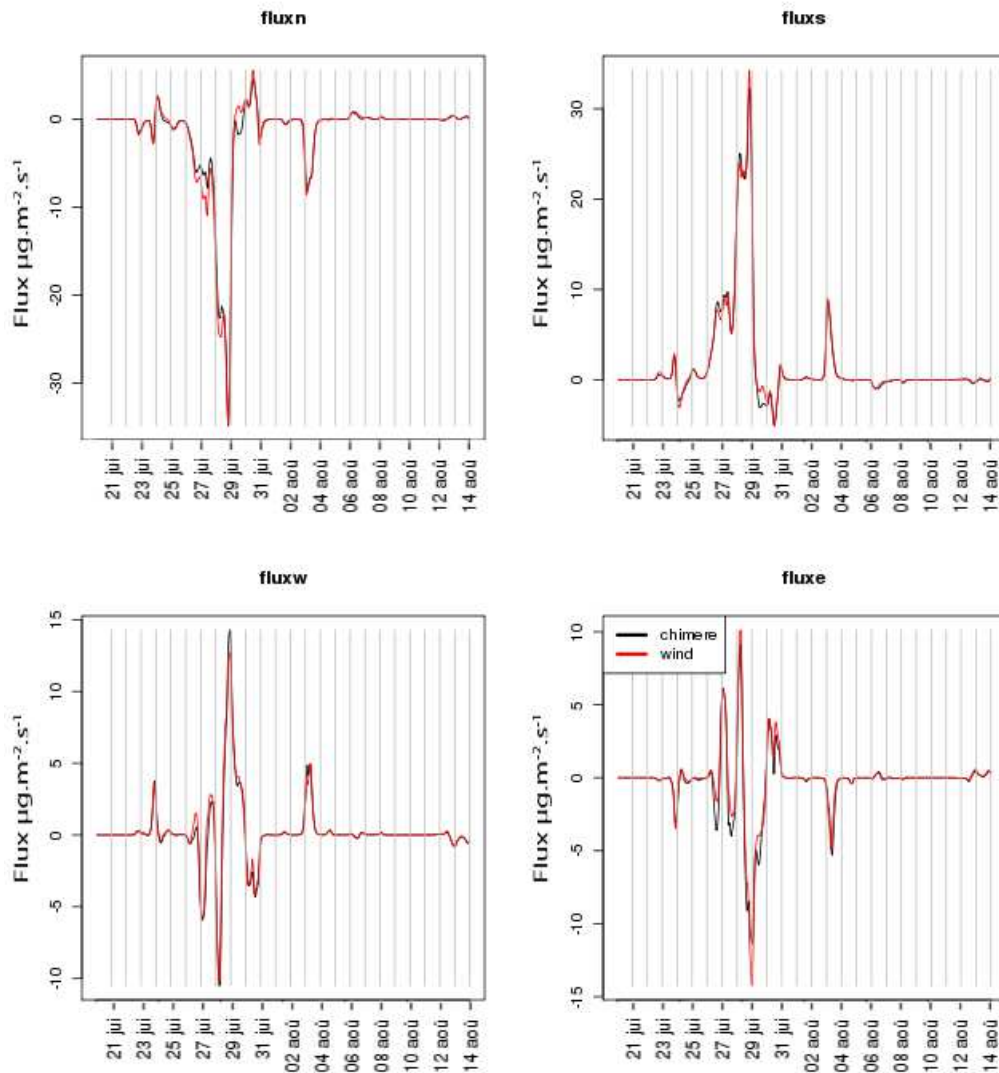 fluxn
Flux µg.m⁻².s⁻¹
0
-10
-20
-30
21 jui
23 jui
25 jui
27 jui
29 jui
31 jui
02 aoû
04 aoû
06 aoû
08 aoû
10 aoû
12 aoû
14 aoû
fluxs
Flux µg.m⁻².s⁻¹
30
20
10
0
21 jui
23 jui
25 jui
27 jui
29 jui
31 jui
02 aoû
04 aoû
06 aoû
08 aoû
10 aoû
12 aoû
14 aoû
fluxw
Flux µg.m⁻².s⁻¹
15
10
5
0
-5
-10
21 jui
23 jui
25 jui
27 jui
29 jui
31 jui
02 aoû
04 aoû
06 aoû
08 aoû
10 aoû
12 aoû
14 aoû
fluxe
chimere
wind
Flux µg.m⁻².s⁻¹
10
5
0
-5
-10
-15
21 jui
23 jui
25 jui
27 jui
29 jui
31 jui
02 aoû
04 aoû
06 aoû
08 aoû
10 aoû
12 aoû
14 aoû